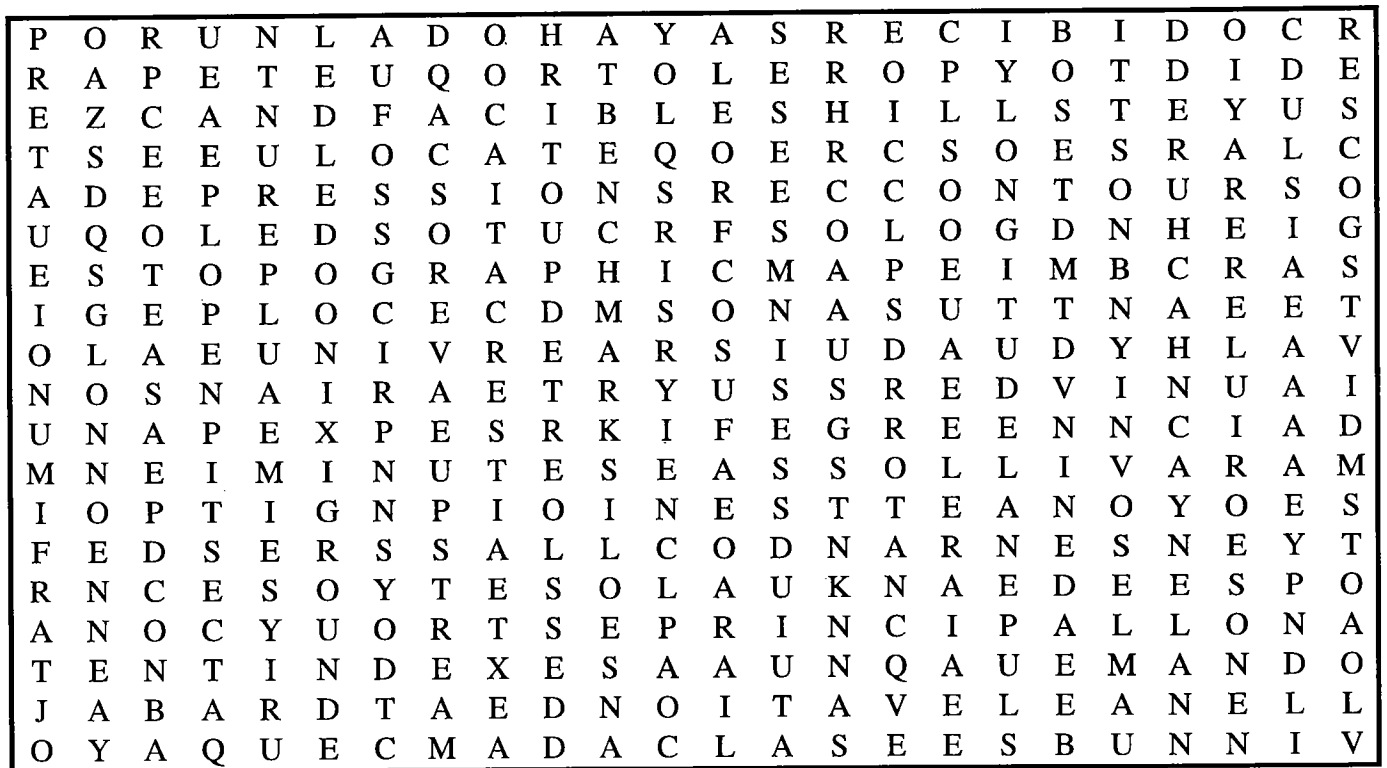 P O R U N L A D O H A Y A S R E C I B I D O C R
R A P E T E U Q O R T O L E R O P Y O T D I D E
E Z C A N D F A C I B L E S H I L L S T E Y U S
T S E E U L O C A T E Q O E R C S O E S R A L C
A D E P R E S S I O N S R E C C O N T O U R S O
U Q O L E D S O T U C R F S O L O G D N H E I G
E S T O P O G R A P H I C M A P E I M B C R A S
I G E P L O C E C D M S O N A S U T T N A E E T
O L A E U N I V R E A R S I U D A U D Y H L A V
N O S N A I R A E T R Y U S S R E D V I N U A I
U N A P E X P E S R K I F E G R E E N N C I A D
M N E I M I N U T E S E A S S O L L I V A R A M
I O P T I G N P I O I N E S T T E A N O Y O E S
F E D S E R S S A L L C O D N A R N E S N E Y T
R N C E S O Y T E S O L A U K N A E D E E S P O
A N O C Y U O R T S E P R I N C I P A L L O N A
T E N T I N D E X E S A A U N Q A U E M A N D O
J A B A R D T A E D N O I T A V E L E A N E L L
O Y A Q U E C M A D A C L A S E E S B U N N I V